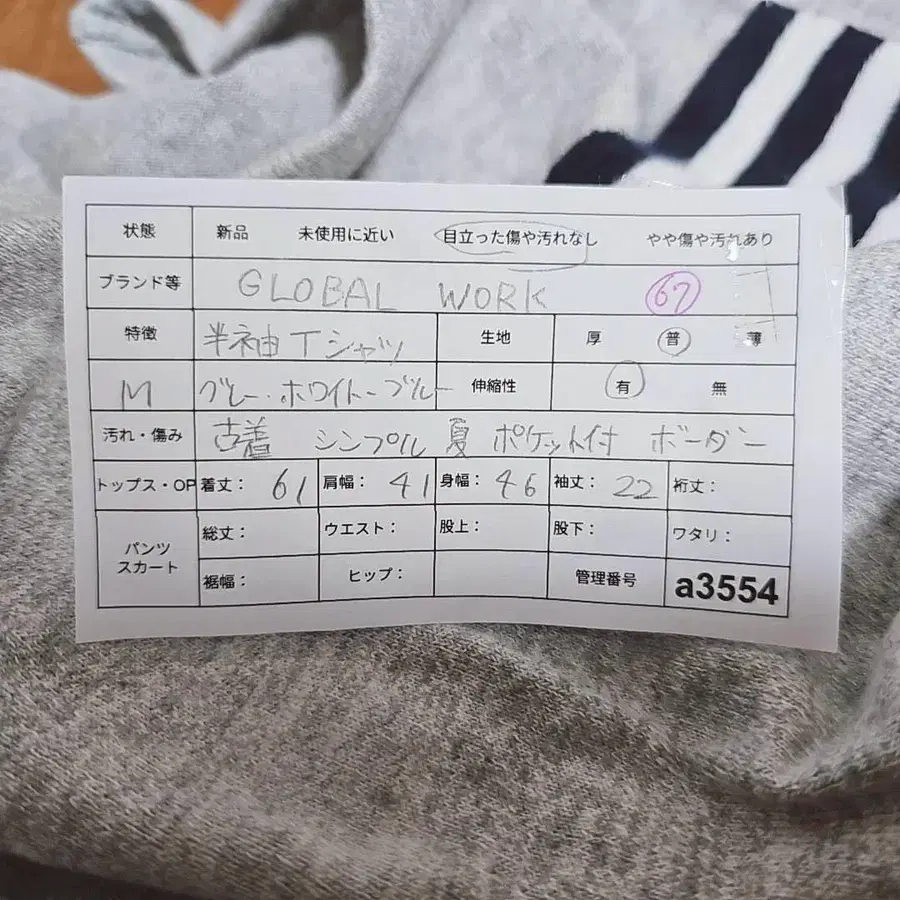 状態 新品 未使用に近い 目立った傷や汚れなし やや傷や汚れあり
ブランド等 GLOBAL WORK 67
特徴 半袖Tシャツ 生地 厚 普 薄
M グレー・ホワイト・ブルー 伸縮性 有 無
汚れ・傷み 古着 シンプル 夏 ポケット付 ボーダー
トップス・OP 着丈: 61 肩幅: 41 身幅: 46 袖丈: 22 裄丈:
パンツ スカート 総丈: ウエスト: 股上: 股下: ワタリ:
裾幅: ヒップ: 管理番号 a3554